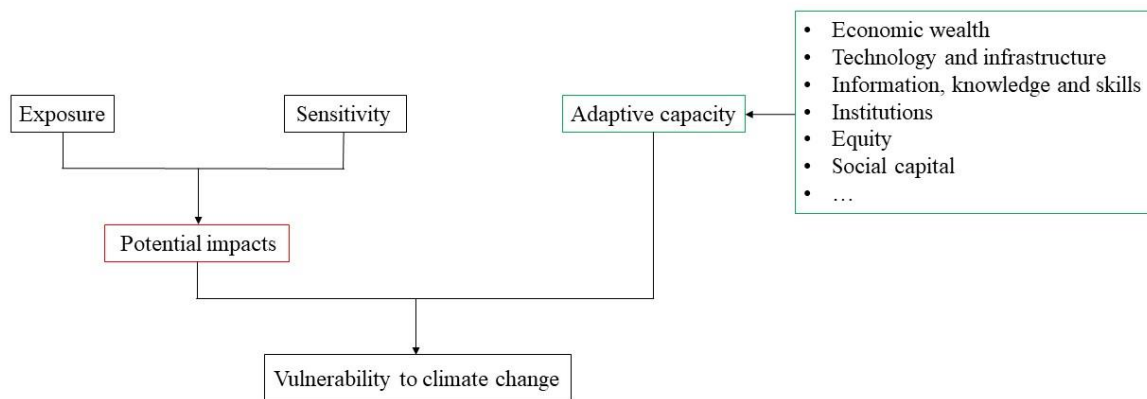 Exposure
Sensitivity
Adaptive capacity
• Economic wealth
• Technology and infrastructure
• Information, knowledge and skills
• Institutions
• Equity
• Social capital
• …
Potential impacts
Vulnerability to climate change